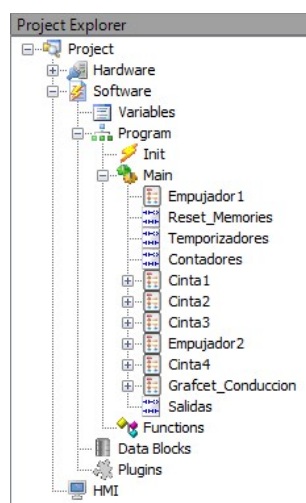 Project Explorer
Project
Hardware
Software
Variables
Program
Init
Main
Empujador1
Reset_Memories
Temporizadores
Contadores
Cinta1
Cinta2
Cinta3
Empujador2
Cinta4
Grafcet_Conduccion
Salidas
Functions
Data Blocks
Plugins
HMI